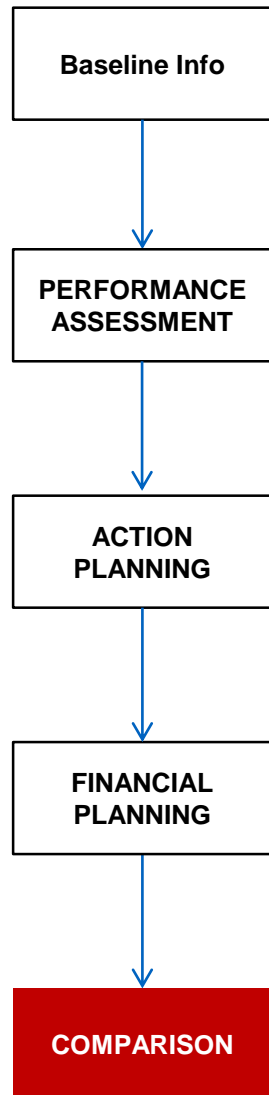 Baseline Info
PERFORMANCE
ASSESSMENT
ACTION
PLANNING
FINANCIAL
PLANNING
COMPARISON